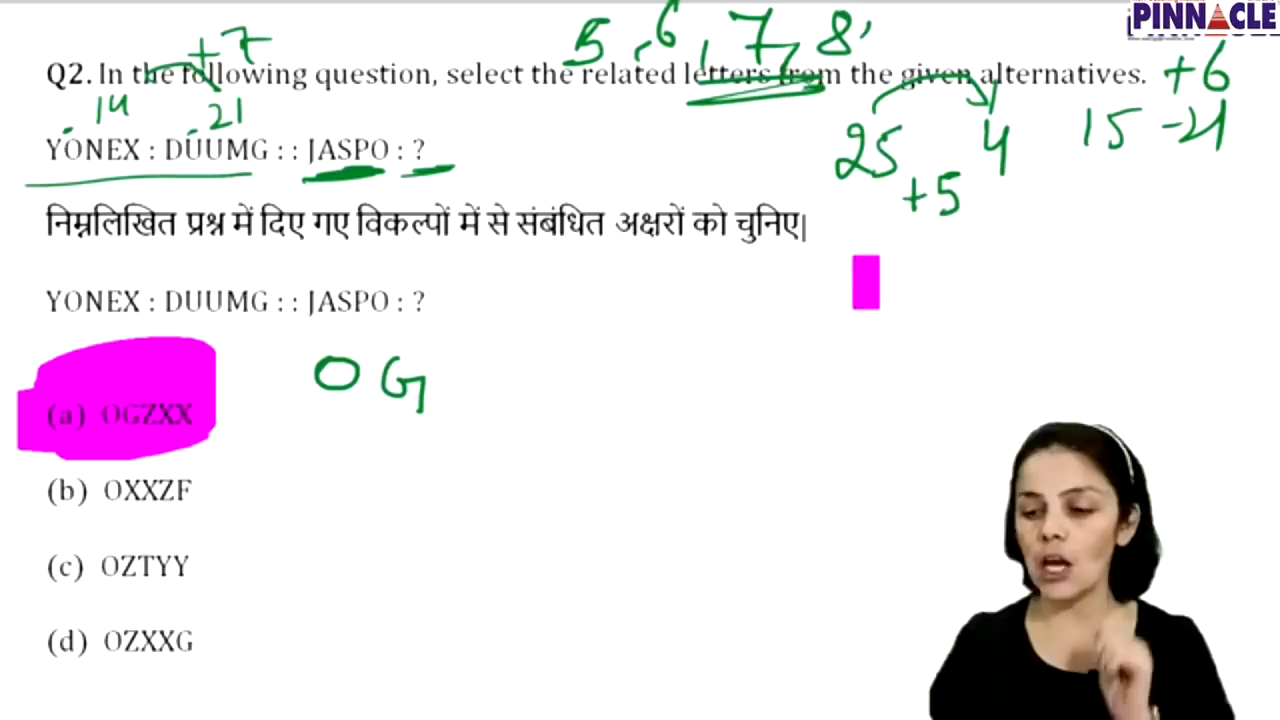 PINNACLE
5, 6, 7, 8,
+7
Q2. In the following question, select the related letters from the given alternatives.
+6
14 21
25 4 15 - 21
+5
YONEX : DUUMG : : JASPO : ?
निम्नलिखित प्रश्न में दिए गए विकल्पों में से संबंधित अक्षरों को चुनिए|
YONEX : DUUMG : : JASPO : ?
O G
(a) OGZXX
(b) OXXZF
(c) OZTYY
(d) OZXXG